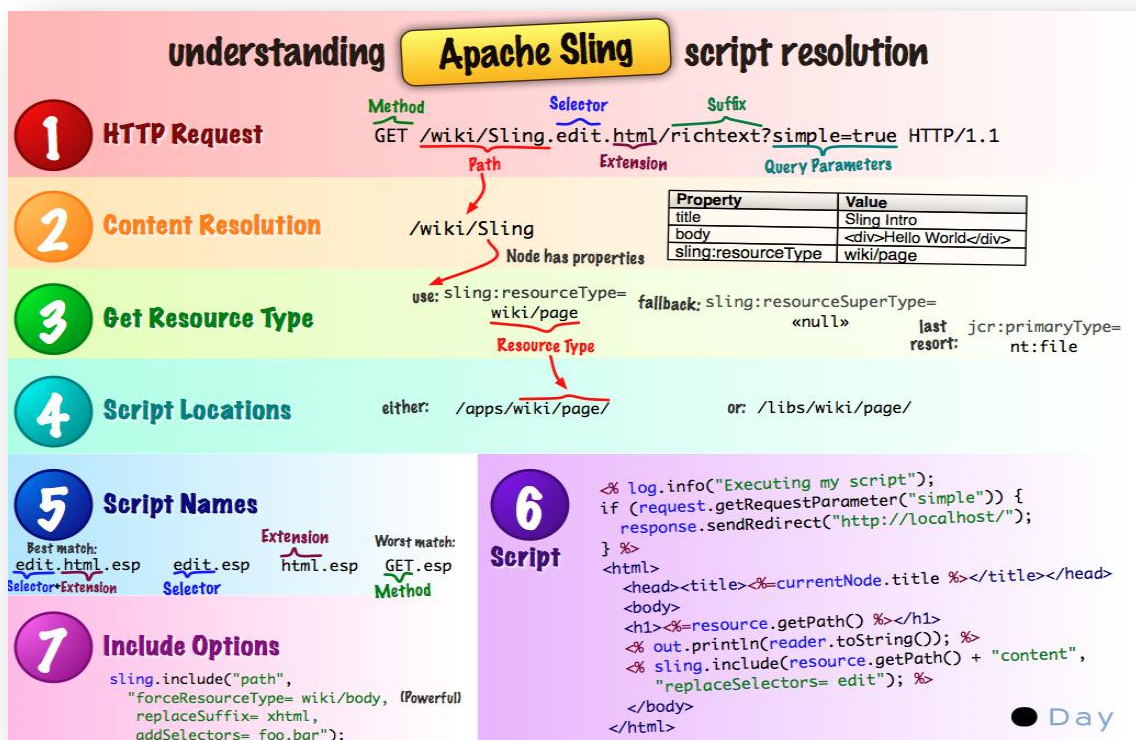 understanding Apache Sling script resolution
1 HTTP Request
Method Selector Suffix
GET /wiki/Sling.edit.html/richtext?simple=true HTTP/1.1
Path Extension Query Parameters
2 Content Resolution
/wiki/Sling
Node has properties
Property Value
title Sling Intro
body <div>Hello World</div>
sling:resourceType wiki/page
3 Get Resource Type
use: sling:resourceType=
wiki/page
Resource Type
fallback: sling:resourceSuperType=
«null»
last resort: jcr:primaryType=
nt:file
4 Script Locations
either: /apps/wiki/page/ or: /libs/wiki/page/
5 Script Names
Best match: Extension Worst match:
edit.html.esp edit.esp html.esp GET.esp
Selector+Extension Selector Method
6 Script
<% log.info("Executing my script");
if (request.getRequestParameter("simple")) {
response.sendRedirect("http://localhost/");
} %>
<html>
<head><title><%=currentNode.title %></title></head>
<body>
<h1><%=resource.getPath() %></h1>
<% out.println(reader.toString()); %>
<% sling.include(resource.getPath() + "content",
"replaceSelectors= edit"); %>
</body>
</html>
7 Include Options
sling.include("path",
"forceResourceType= wiki/body, (Powerful)
replaceSuffix= xhtml,
addSelectors= foo.bar");
Day